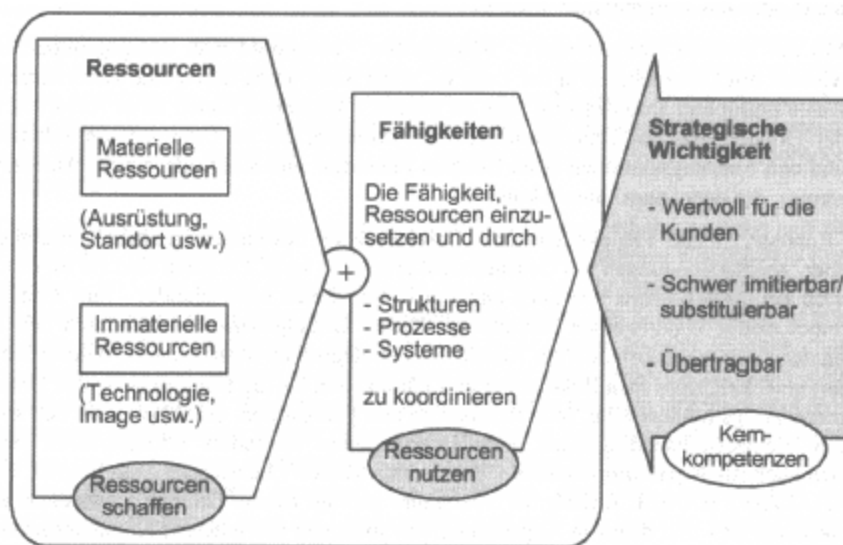 Ressourcen
Materielle
Ressourcen
(Ausrüstung,
Standort usw.)
Immaterielle
Ressourcen
(Technologie,
Image usw.)
Ressourcen
schaffen
+
Fähigkeiten
Die Fähigkeit,
Ressourcen einzu-
setzen und durch
- Strukturen
- Prozesse
- Systeme
zu koordinieren
Ressourcen
nutzen
Strategische
Wichtigkeit
- Wertvoll für die
Kunden
- Schwer imitierbar/
substituierbar
- Übertragbar
Kern-
kompetenzen